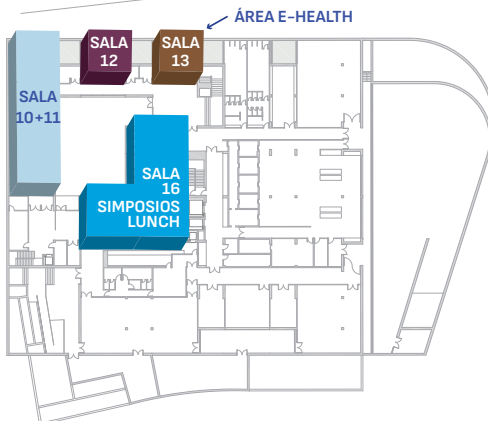 ÁREA E-HEALTH
SALA
12
SALA
13
SALA
10+11
SALA
16
SIMPOSIOS
LUNCH